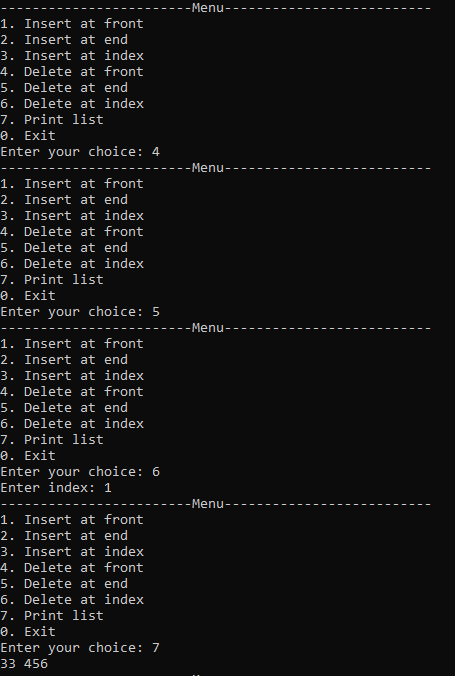 ------------------------Menu--------------------------
1. Insert at front
2. Insert at end
3. Insert at index
4. Delete at front
5. Delete at end
6. Delete at index
7. Print list
0. Exit
Enter your choice: 4
------------------------Menu--------------------------
1. Insert at front
2. Insert at end
3. Insert at index
4. Delete at front
5. Delete at end
6. Delete at index
7. Print list
0. Exit
Enter your choice: 5
------------------------Menu--------------------------
1. Insert at front
2. Insert at end
3. Insert at index
4. Delete at front
5. Delete at end
6. Delete at index
7. Print list
0. Exit
Enter your choice: 6
Enter index: 1
------------------------Menu--------------------------
1. Insert at front
2. Insert at end
3. Insert at index
4. Delete at front
5. Delete at end
6. Delete at index
7. Print list
0. Exit
Enter your choice: 7
33 456